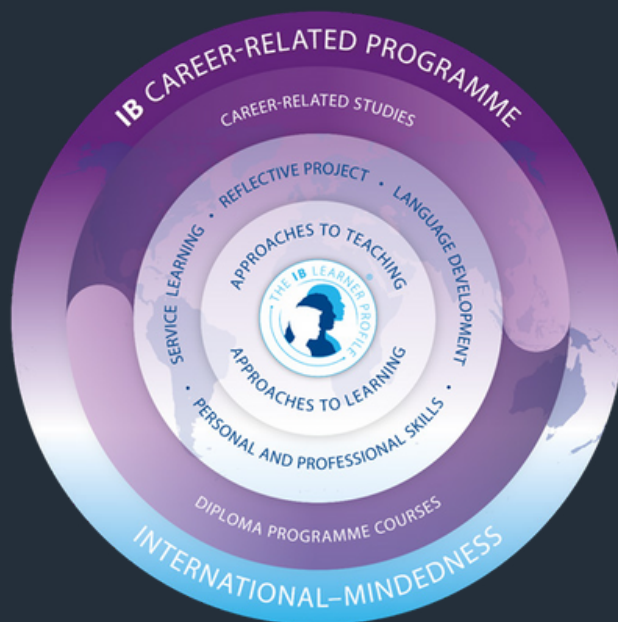 IB CAREER-RELATED PROGRAMME
CAREER-RELATED STUDIES
SERVICE LEARNING • REFLECTIVE PROJECT • LANGUAGE DEVELOPMENT •
PERSONAL AND PROFESSIONAL SKILLS •
APPROACHES TO TEACHING
THE IB LEARNER PROFILE ®
APPROACHES TO LEARNING
DIPLOMA PROGRAMME COURSES
INTERNATIONAL–MINDEDNESS